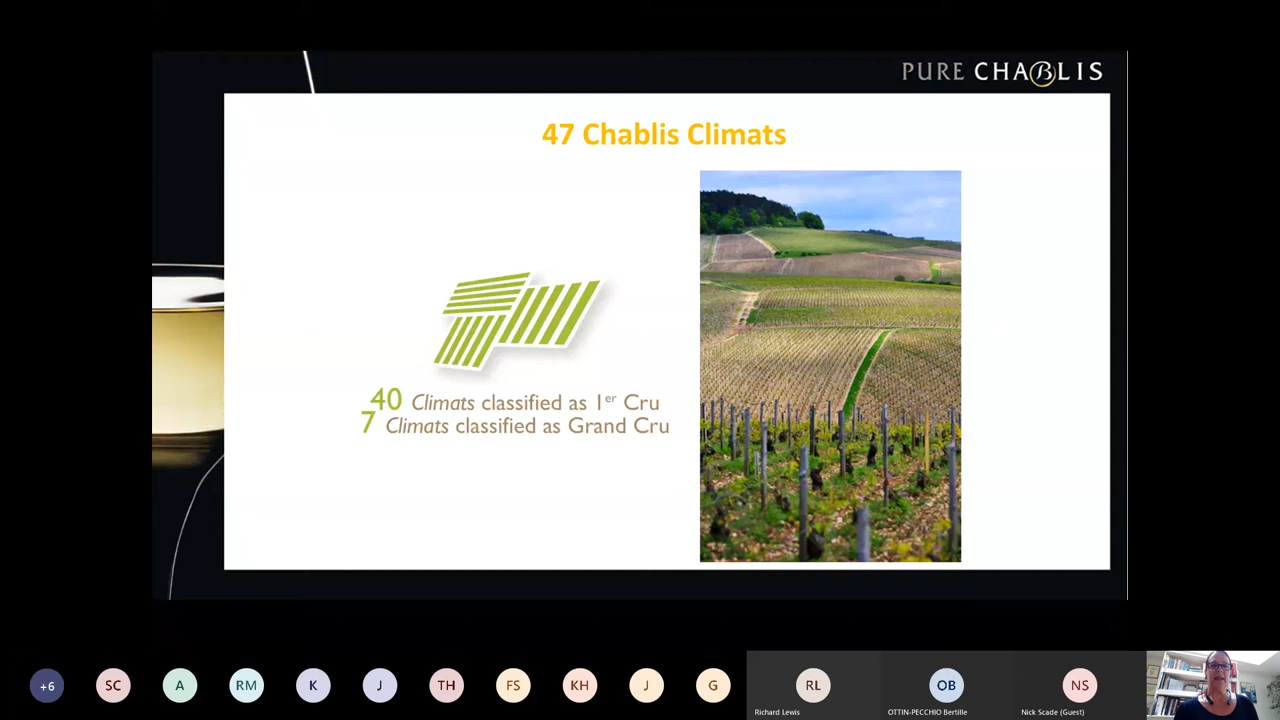 PURE CHABLIS
47 Chablis Climats
40 Climats classified as 1er Cru
7 Climats classified as Grand Cru
+6
SC
A
RM
K
J
TH
FS
KH
J
G
RL
OB
NS
Richard Lewis
OTTIN-PECCHIO Bertille
Nick Scade (Guest)